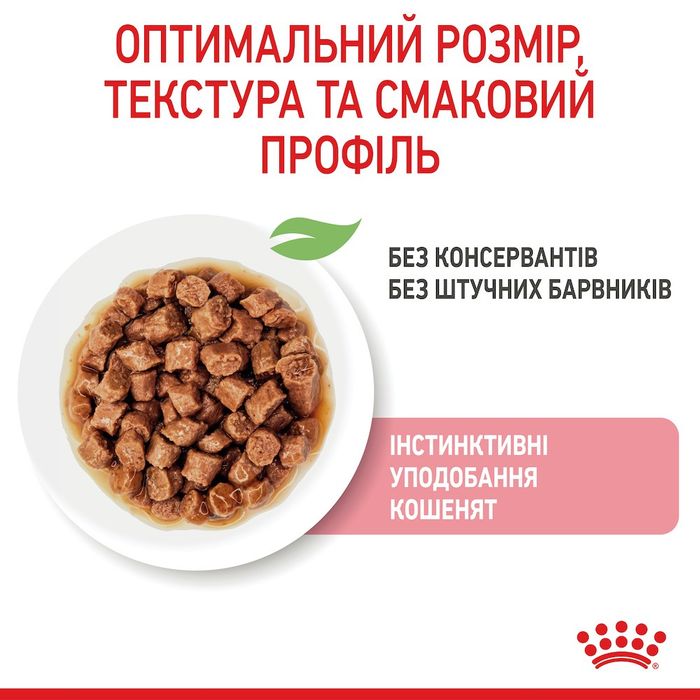 ОПТИМАЛЬНИЙ РОЗМІР,
ТЕКСТУРА ТА СМАКОВИЙ
ПРОФІЛЬ
БЕЗ КОНСЕРВАНТІВ
БЕЗ ШТУЧНИХ БАРВНИКІВ
ІНСТИНКТИВНІ
УПОДОБАННЯ
КОШЕНЯТ
®